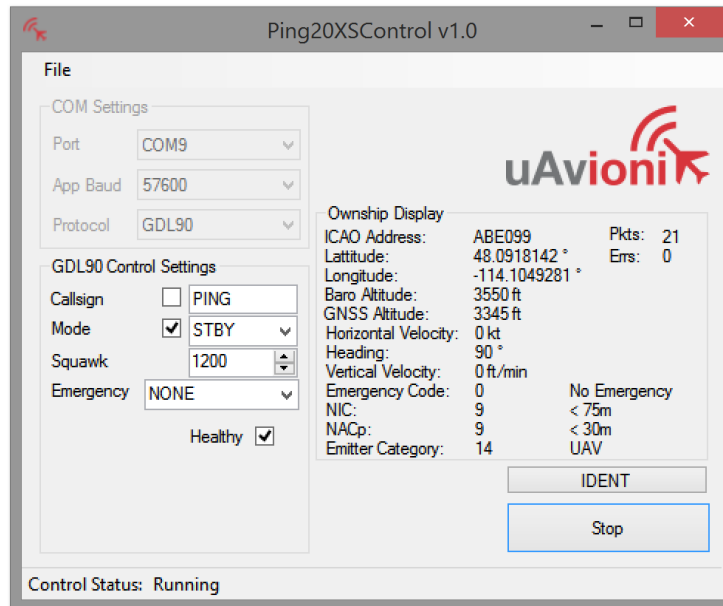 Ping20XSControl v1.0
File
COM Settings
Port COM9
App Baud 57600
Protocol GDL90
uAvioni
GDL90 Control Settings
Callsign PING
Mode STBY
Squawk 1200
Emergency NONE
Healthy
Ownship Display
ICAO Address: ABE099 Pkts: 21
Lattitude: 48.0918142 ° Errs: 0
Longitude: -114.1049281 °
Baro Altitude: 3550 ft
GNSS Altitude: 3345 ft
Horizontal Velocity: 0 kt
Heading: 90 °
Vertical Velocity: 0 ft/min
Emergency Code: 0 No Emergency
NIC: 9 < 75m
NACp: 9 < 30m
Emitter Category: 14 UAV
IDENT
Stop
Control Status: Running